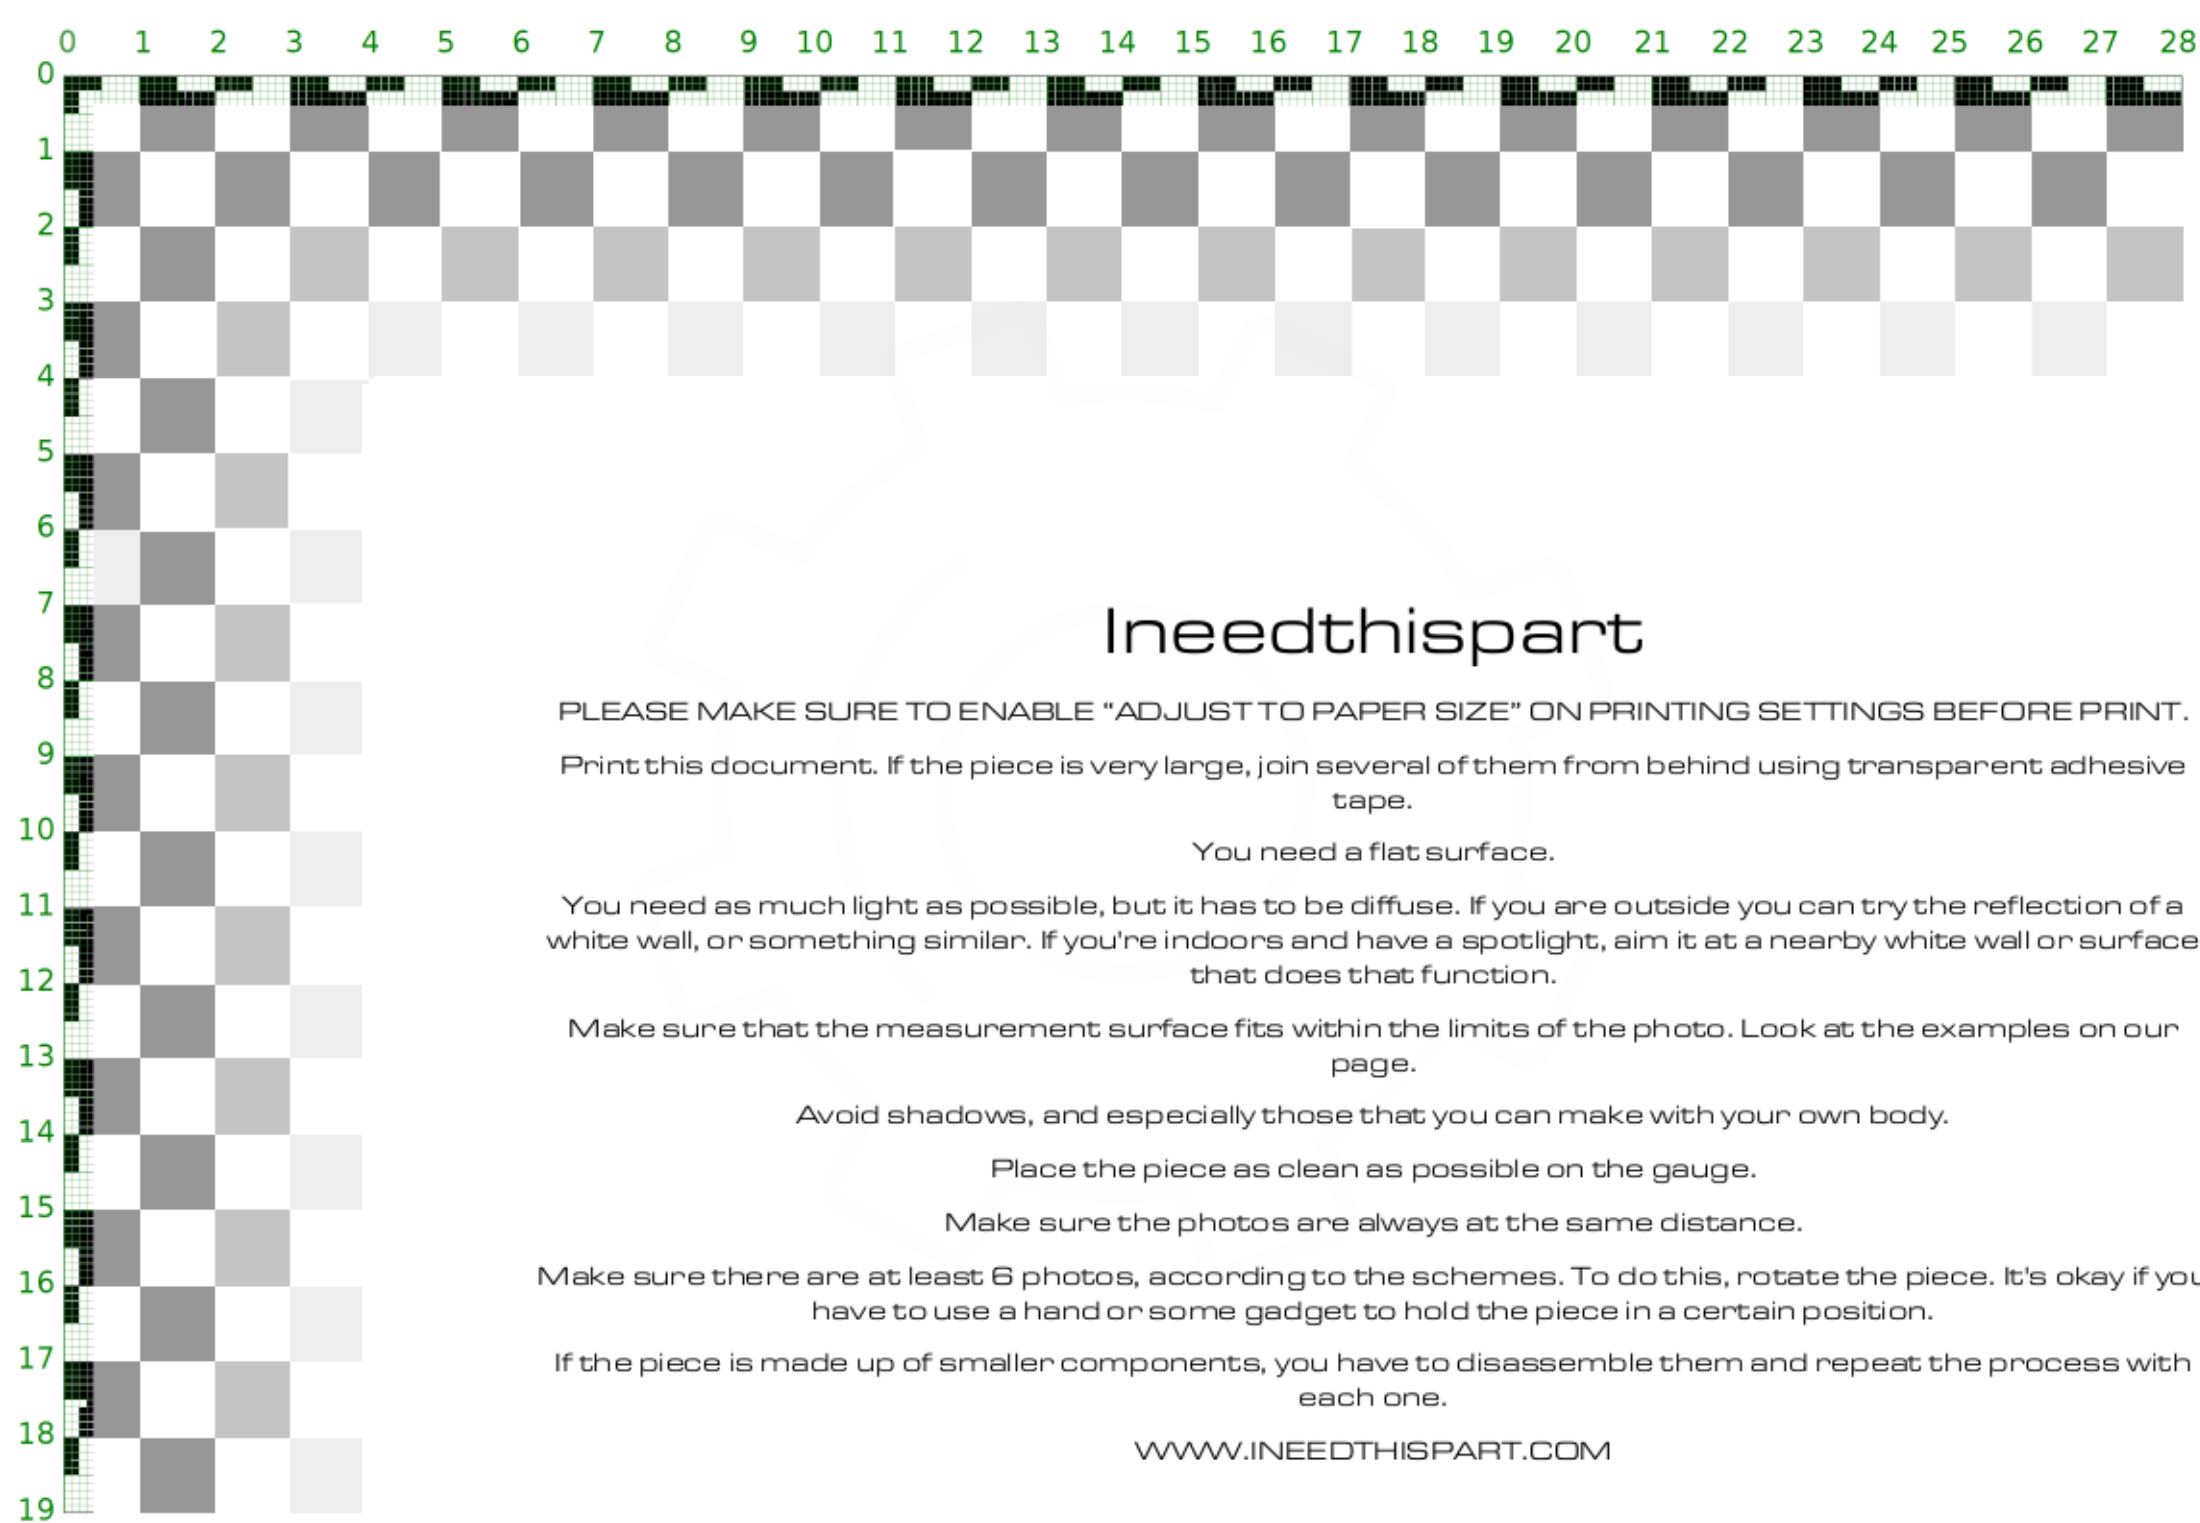 0 1 2 3 4 5 6 7 8 9 10 11 12 13 14 15 16 17 18 19 20 21 22 23 24 25 26 27 28
0
1
2
3
4
5
6
7
8
9
10
11
12
13
14
15
16
17
18
19
Ineedthispart
PLEASE MAKE SURE TO ENABLE “ADJUST TO PAPER SIZE” ON PRINTING SETTINGS BEFORE PRINT.
Print this document. If the piece is very large, join several of them from behind using transparent adhesive
tape.
You need a flat surface.
You need as much light as possible, but it has to be diffuse. If you are outside you can try the reflection of a
white wall, or something similar. If you're indoors and have a spotlight, aim it at a nearby white wall or surface
that does that function.
Make sure that the measurement surface fits within the limits of the photo. Look at the examples on our
page.
Avoid shadows, and especially those that you can make with your own body.
Place the piece as clean as possible on the gauge.
Make sure the photos are always at the same distance.
Make sure there are at least 6 photos, according to the schemes. To do this, rotate the piece. It's okay if you
have to use a hand or some gadget to hold the piece in a certain position.
If the piece is made up of smaller components, you have to disassemble them and repeat the process with
each one.
WWW.INEEDTHISPART.COM